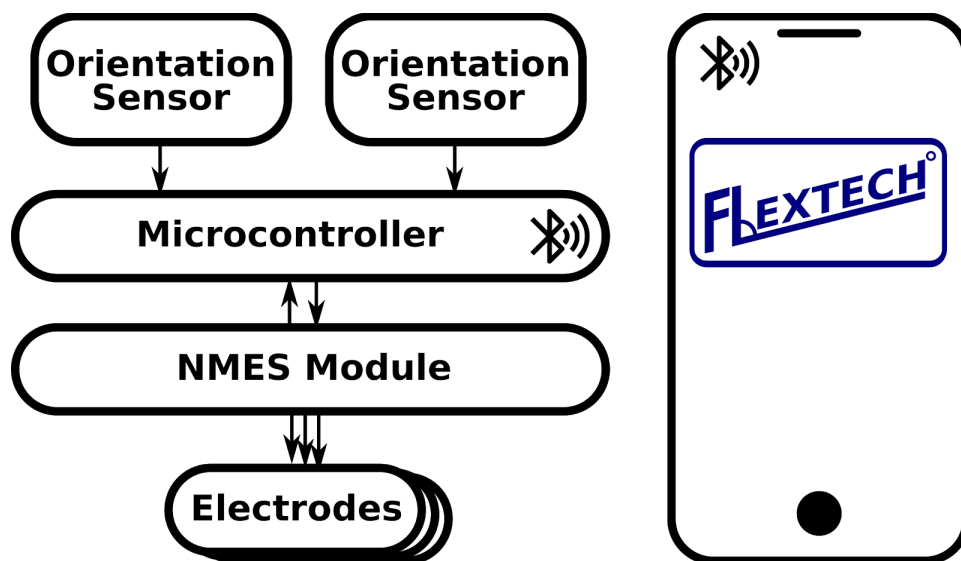 Orientation
Sensor
Orientation
Sensor
Microcontroller
NMES Module
Electrodes
FLEXTECH°